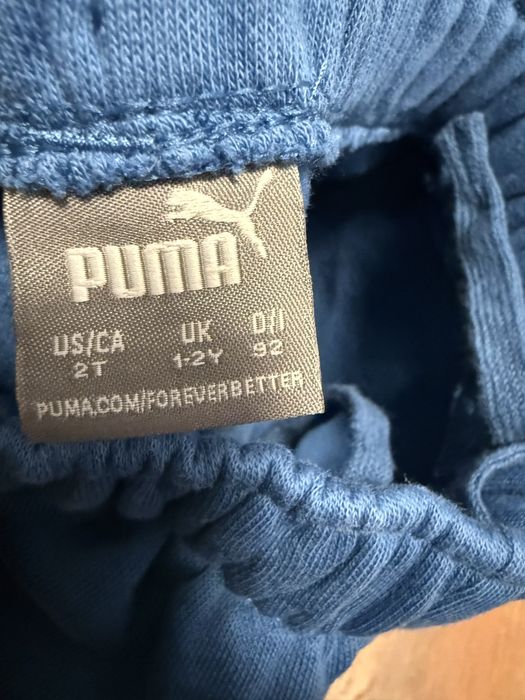 PUMA
US/CA UK D/I
2T 1-2Y 92
PUMA.COM/FOREVERBETTER